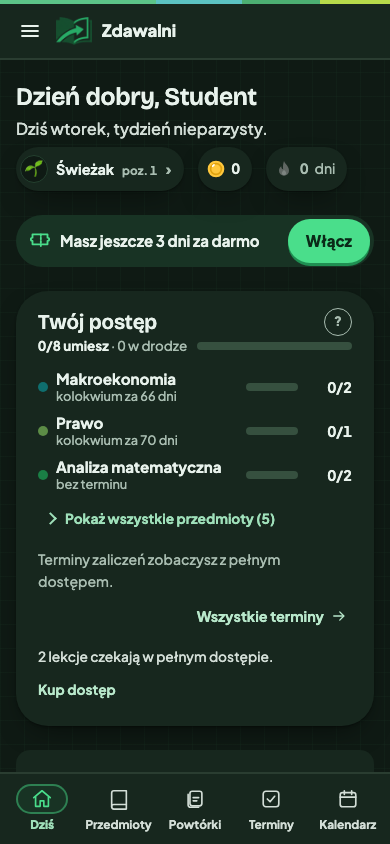 Zdawalni
Dzień dobry, Student
Dziś wtorek, tydzień nieparzysty.
Świeżak poz. 1 › 0 0 dni
Masz jeszcze 3 dni za darmo Włącz
Twój postęp ?
0/8 umiesz · 0 w drodze
Makroekonomia 0/2
kolokwium za 66 dni
Prawo 0/1
kolokwium za 70 dni
Analiza matematyczna 0/2
bez terminu
Pokaż wszystkie przedmioty (5)
Terminy zaliczeń zobaczysz z pełnym
dostępem.
Wszystkie terminy →
2 lekcje czekają w pełnym dostępie.
Kup dostęp
Dziś Przedmioty Powtórki Terminy Kalendarz